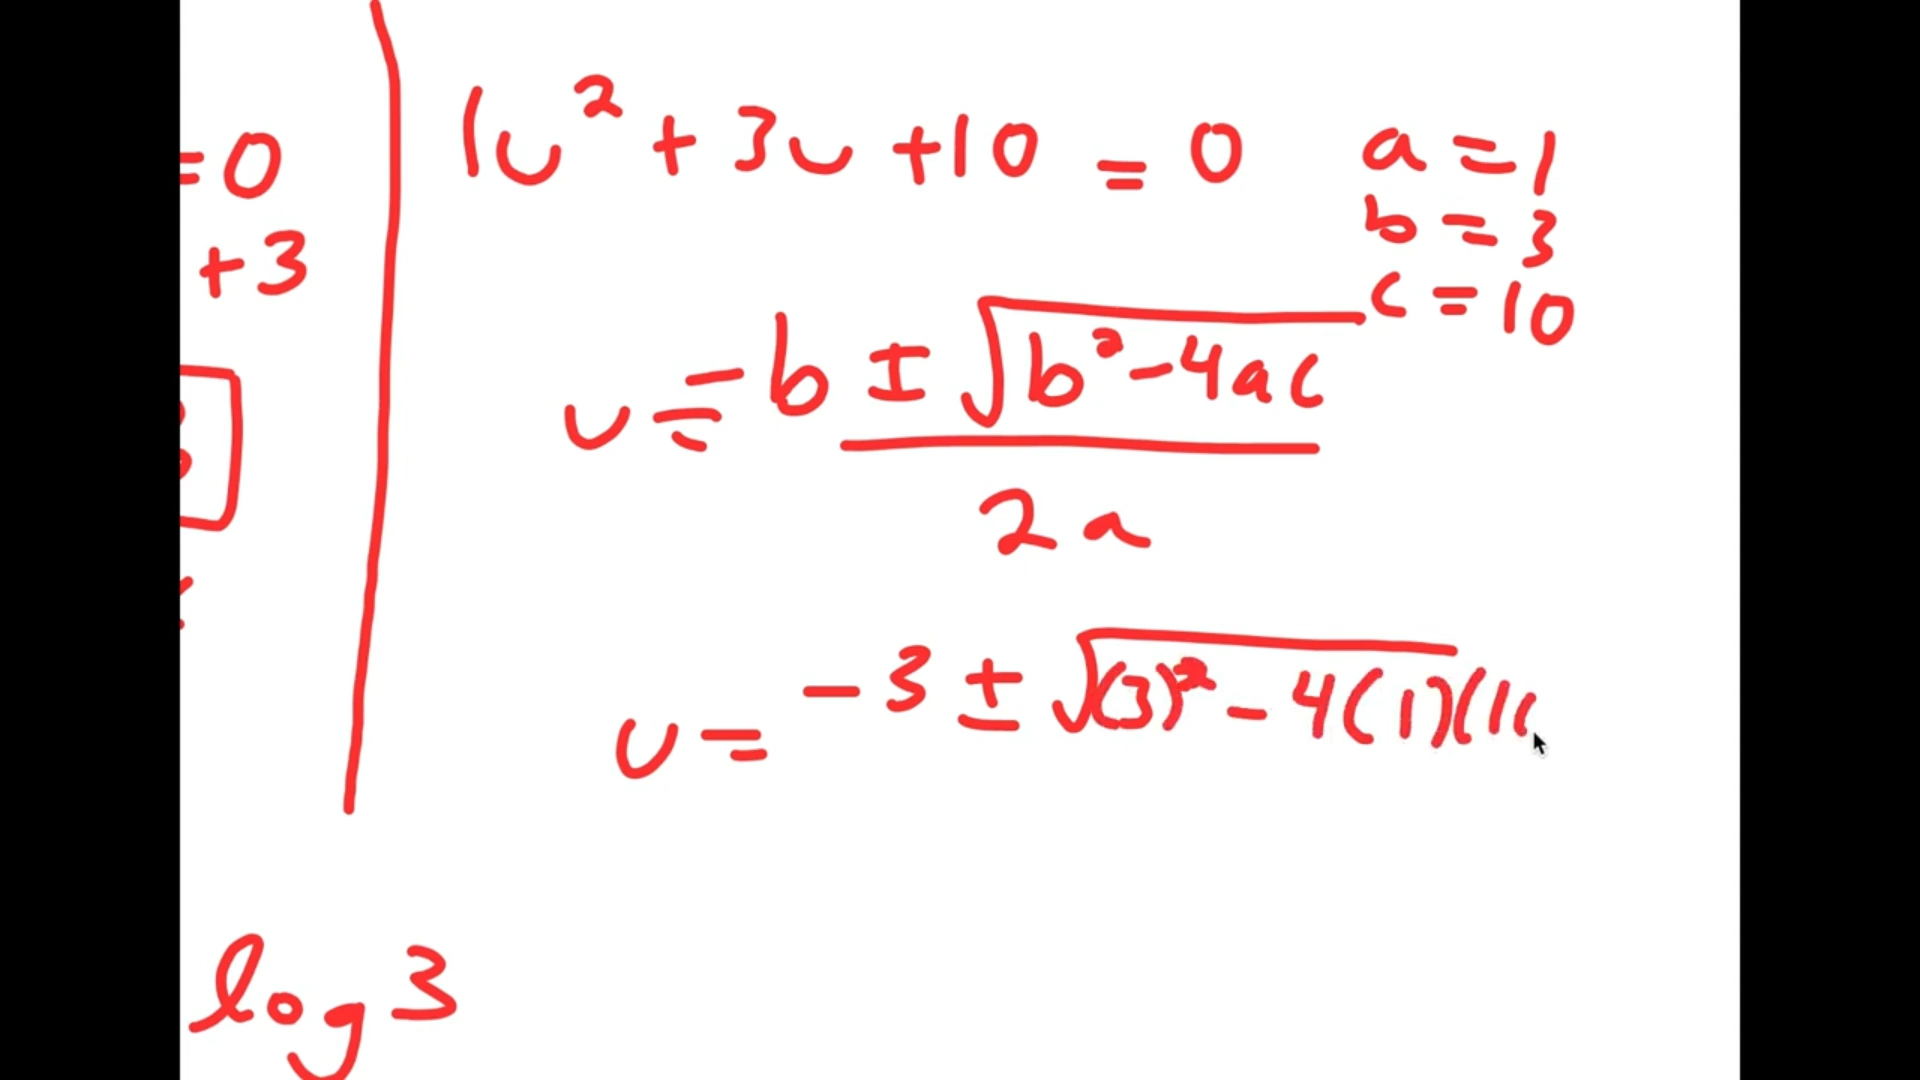 =0
+3
log 3
1u² + 3u + 10 = 0
a = 1
b = 3
c = 10
u = -b ± √b²-4ac
2a
u = -3 ± √(3)² - 4(1)(1